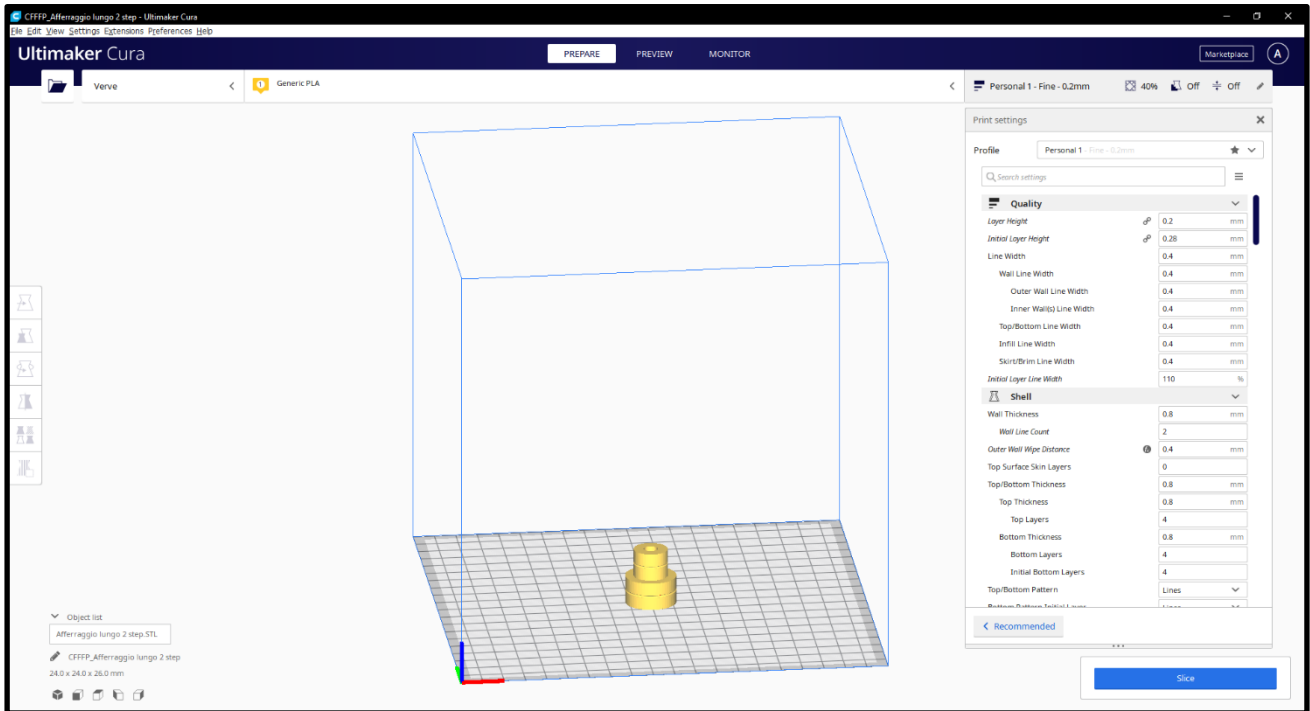 CFFFP_Afferraggio lungo 2 step - Ultimaker Cura
File Edit View Settings Extensions Preferences Help
Ultimaker Cura
PREPARE PREVIEW MONITOR
Marketplace A
Verve
1 Generic PLA
Personal 1 - Fine - 0.2mm 40% Off Off
Print settings
Profile Personal 1 - Fine - 0.2mm
Search settings
Quality
Layer Height 0.2 mm
Initial Layer Height 0.28 mm
Line Width 0.4 mm
Wall Line Width 0.4 mm
Outer Wall Line Width 0.4 mm
Inner Wall(s) Line Width 0.4 mm
Top/Bottom Line Width 0.4 mm
Infill Line Width 0.4 mm
Skirt/Brim Line Width 0.4 mm
Initial Layer Line Width 110 %
Shell
Wall Thickness 0.8 mm
Wall Line Count 2
Outer Wall Wipe Distance 0.4 mm
Top Surface Skin Layers 0
Top/Bottom Thickness 0.8 mm
Top Thickness 0.8 mm
Top Layers 4
Bottom Thickness 0.8 mm
Bottom Layers 4
Initial Bottom Layers 4
Top/Bottom Pattern Lines
Bottom Pattern Initial Layer Lines
Recommended
Object list
Afferraggio lungo 2 step.STL
CFFFP_Afferraggio lungo 2 step
24.0 x 24.0 x 26.0 mm
Slice